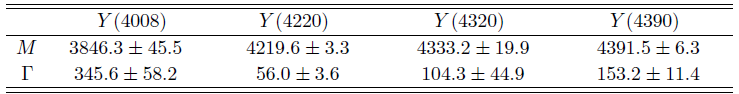 Y(4008) Y(4220) Y(4320) Y(4390)
M 3846.3 ± 45.5 4219.6 ± 3.3 4333.2 ± 19.9 4391.5 ± 6.3
Γ 345.6 ± 58.2 56.0 ± 3.6 104.3 ± 44.9 153.2 ± 11.4